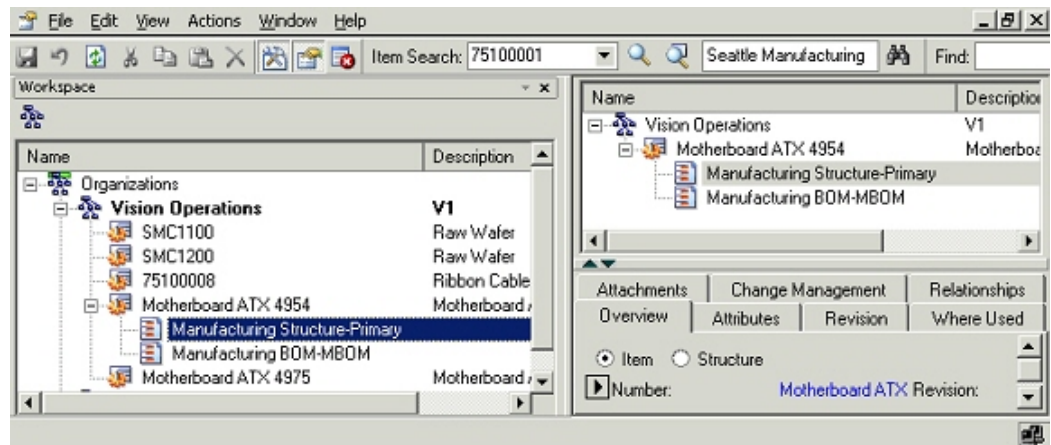 File Edit View Actions Window Help
Item Search: 75100001 Seattle Manufacturing Find:
Workspace
Name Description
Organizations
Vision Operations V1
SMC1100 Raw Wafer
SMC1200 Raw Wafer
75100008 Ribbon Cable
Motherboard ATX 4954 Motherboard
Manufacturing Structure-Primary
Manufacturing BOM-MBOM
Motherboard ATX 4975 Motherboard
Name Description
Vision Operations V1
Motherboard ATX 4954 Motherboa
Manufacturing Structure-Primary
Manufacturing BOM-MBOM
Attachments Change Management Relationships
Overview Attributes Revision Where Used
Item Structure
Number: Motherboard ATX Revision: